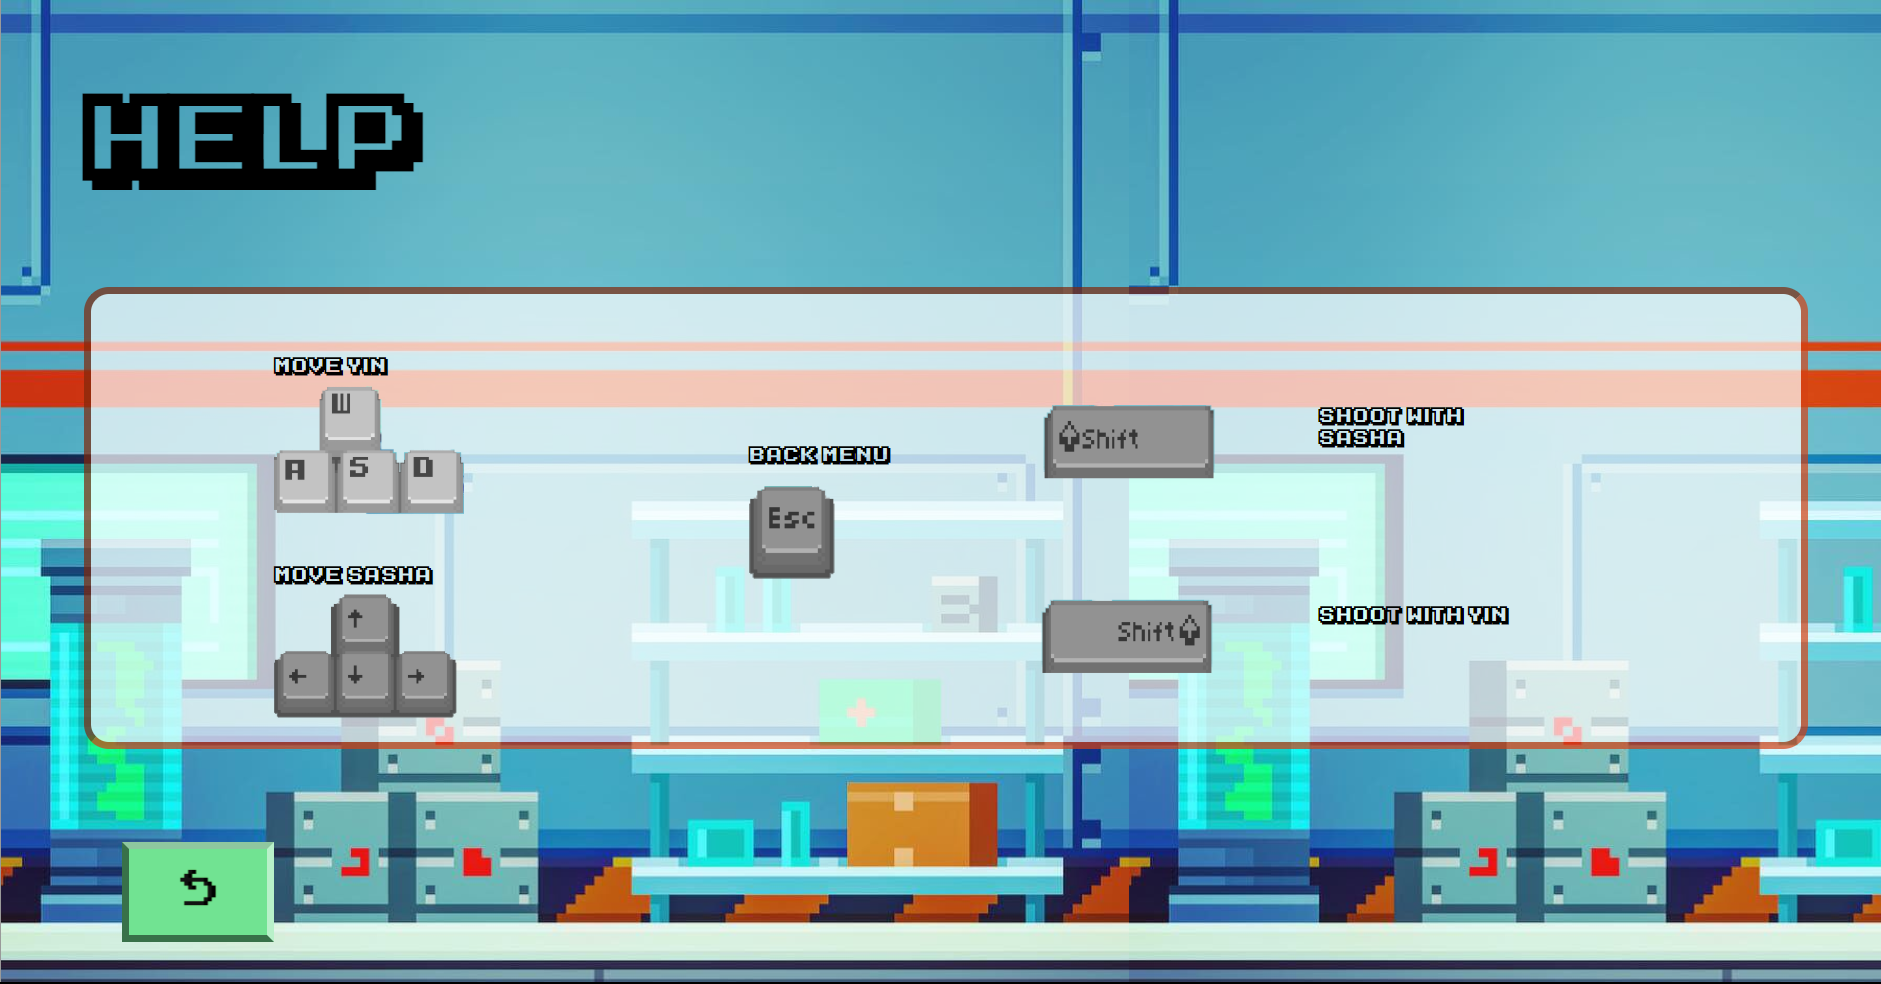 HELP
MOVE YIN
W
A S D
MOVE SASHA
↑
← ↓ →
BACK MENU
Esc
Shift
SHOOT WITH
SASHA
Shift
SHOOT WITH YIN